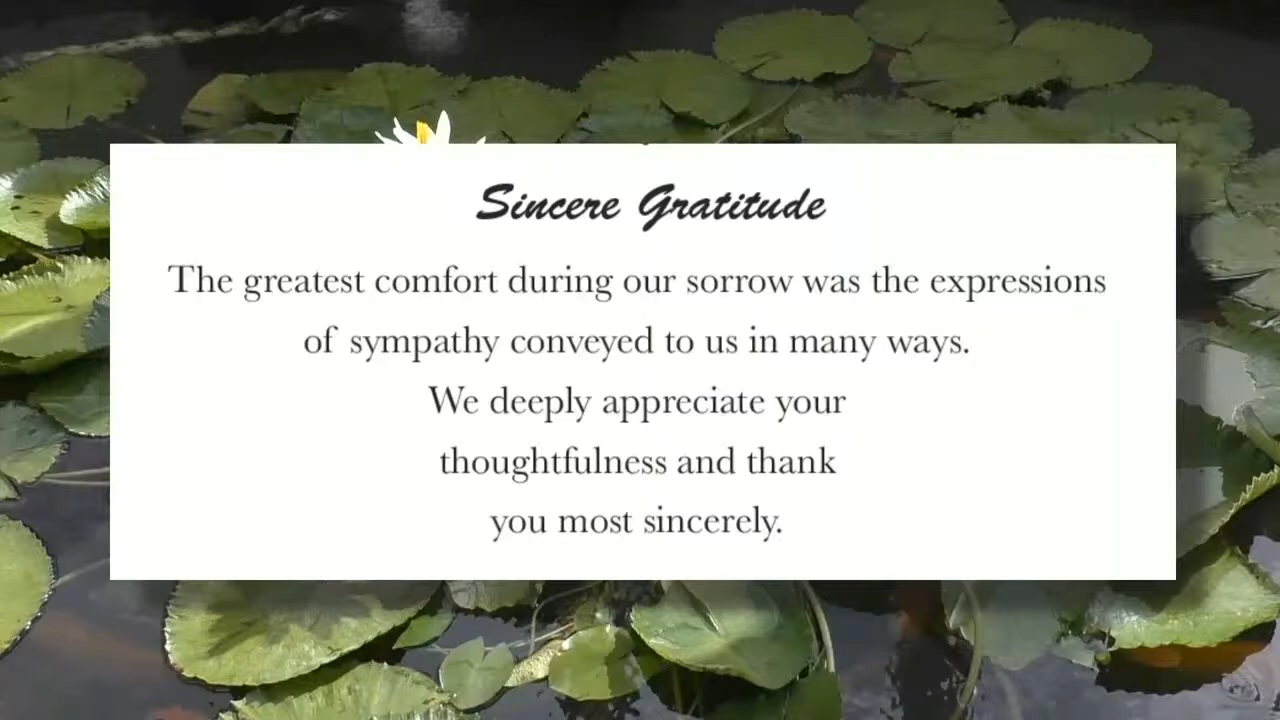 Sincere Gratitude
The greatest comfort during our sorrow was the expressions
of sympathy conveyed to us in many ways.
We deeply appreciate your
thoughtfulness and thank
you most sincerely.